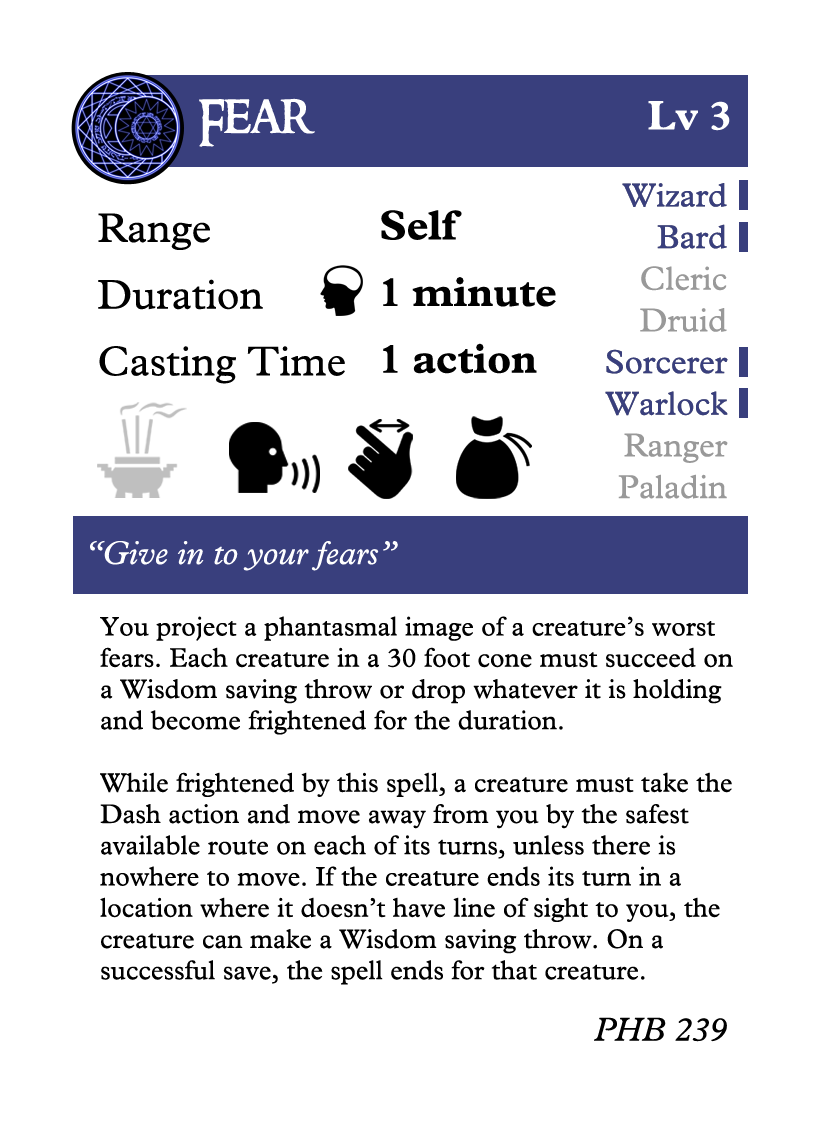 FEAR
Lv 3
Range Self
Duration 1 minute
Casting Time 1 action
Wizard
Bard
Cleric
Druid
Sorcerer
Warlock
Ranger
Paladin
“Give in to your fears”
You project a phantasmal image of a creature’s worst
fears. Each creature in a 30 foot cone must succeed on
a Wisdom saving throw or drop whatever it is holding
and become frightened for the duration.
While frightened by this spell, a creature must take the
Dash action and move away from you by the safest
available route on each of its turns, unless there is
nowhere to move. If the creature ends its turn in a
location where it doesn’t have line of sight to you, the
creature can make a Wisdom saving throw. On a
successful save, the spell ends for that creature.
PHB 239